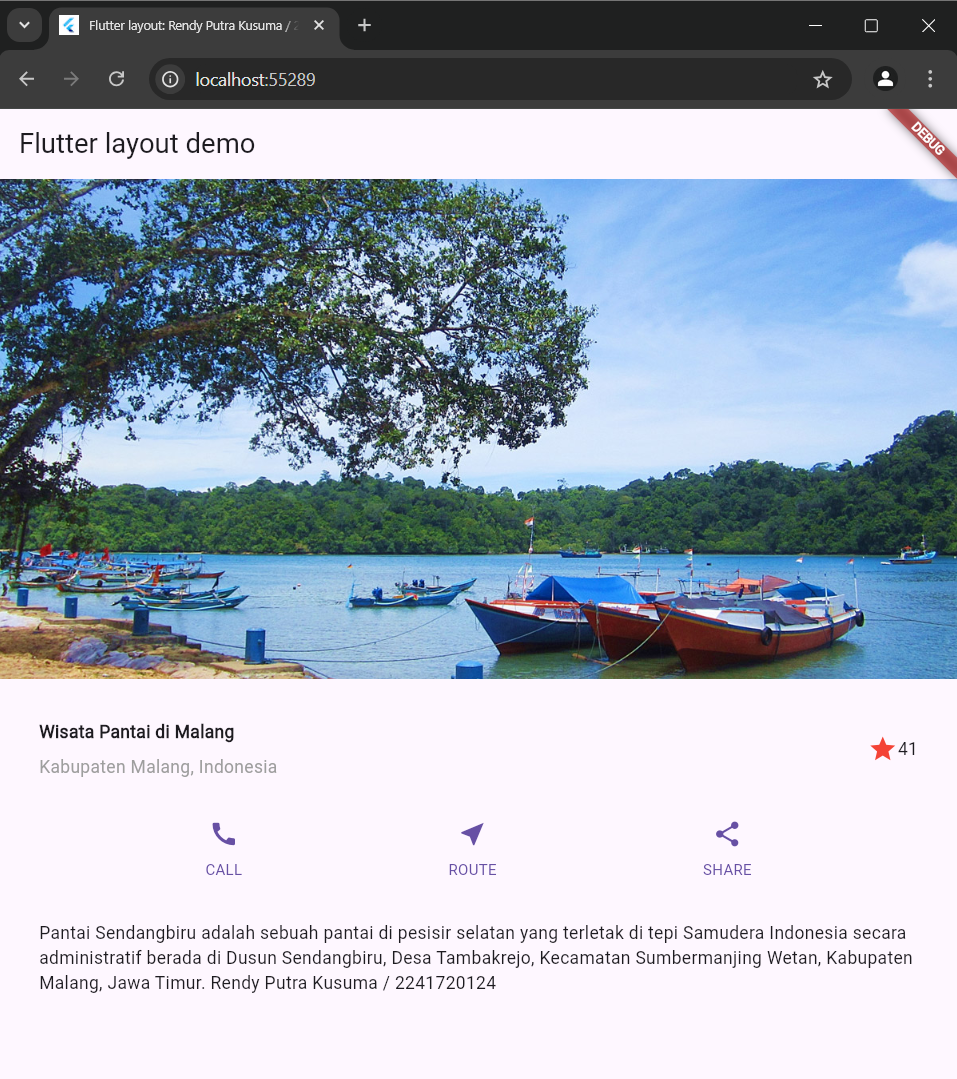 Flutter layout: Rendy Putra Kusuma /
localhost:55289
Flutter layout demo
DEBUG
Wisata Pantai di Malang
Kabupaten Malang, Indonesia
41
CALL
ROUTE
SHARE
Pantai Sendangbiru adalah sebuah pantai di pesisir selatan yang terletak di tepi Samudera Indonesia secara
administratif berada di Dusun Sendangbiru, Desa Tambakrejo, Kecamatan Sumbermanjing Wetan, Kabupaten
Malang, Jawa Timur. Rendy Putra Kusuma / 2241720124